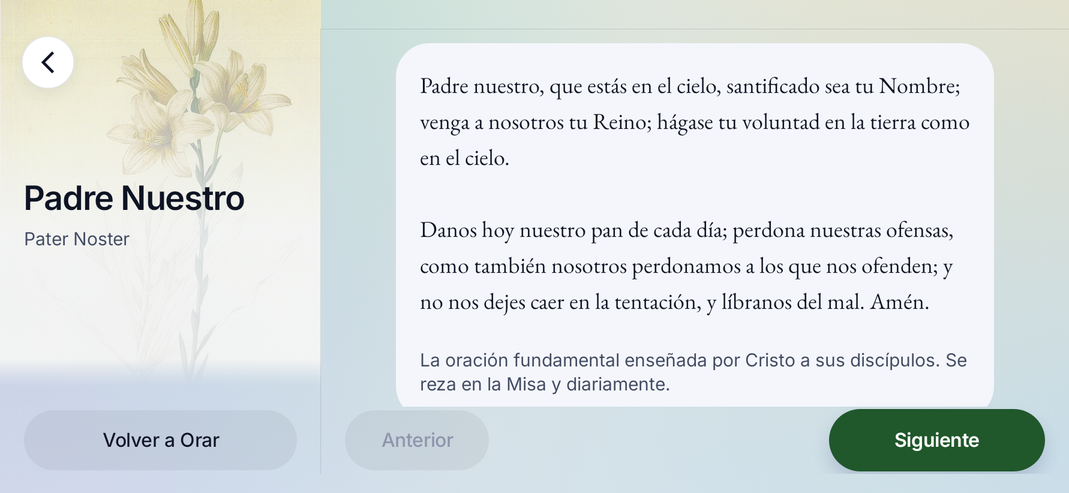 Padre Nuestro
Pater Noster
Volver a Orar
Padre nuestro, que estás en el cielo, santificado sea tu Nombre;
venga a nosotros tu Reino; hágase tu voluntad en la tierra como
en el cielo.
Danos hoy nuestro pan de cada día; perdona nuestras ofensas,
como también nosotros perdonamos a los que nos ofenden; y
no nos dejes caer en la tentación, y líbranos del mal. Amén.
La oración fundamental enseñada por Cristo a sus discípulos. Se
reza en la Misa y diariamente.
Anterior
Siguiente